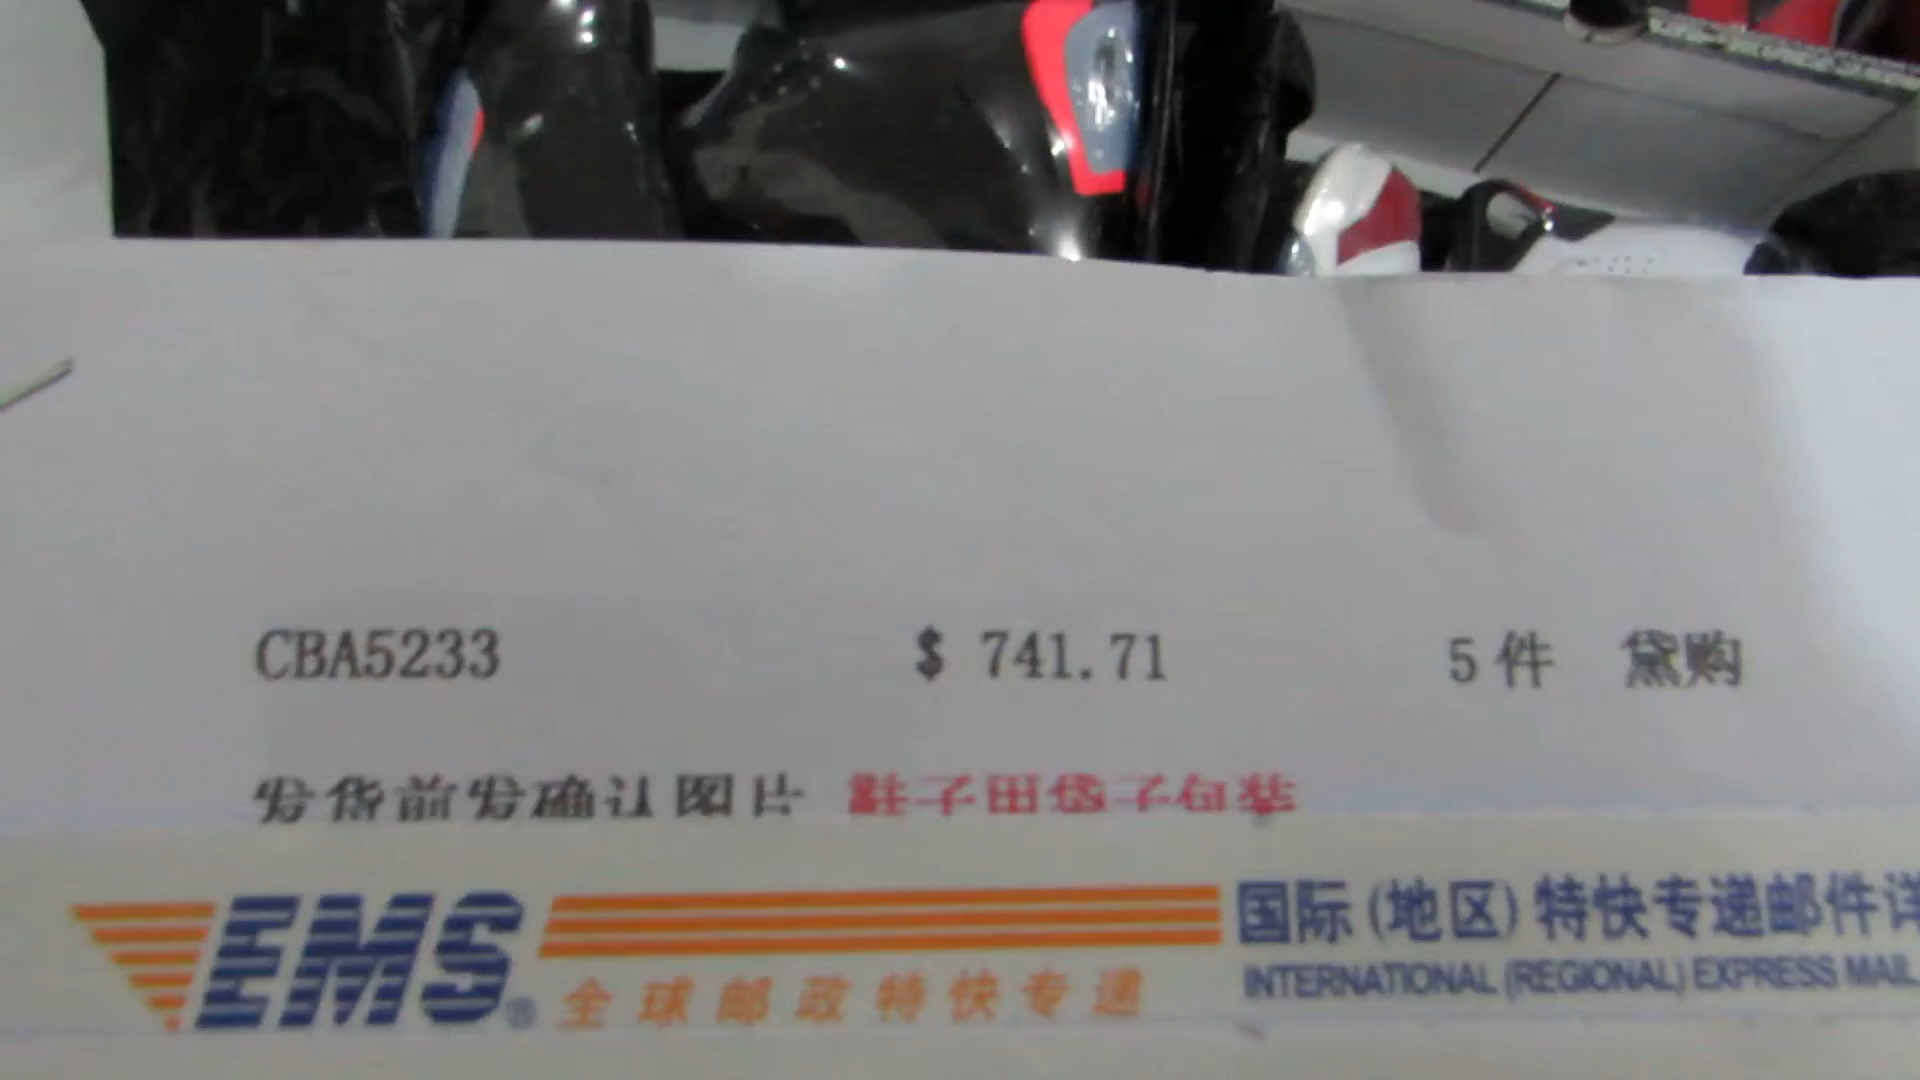 CBA5233 $ 741.71 5件 黛购
发货前发确认图片 鞋子用袋子包装
EMS® 全球邮政特快专递
国际(地区)特快专递邮件详
INTERNATIONAL (REGIONAL) EXPRESS MAIL